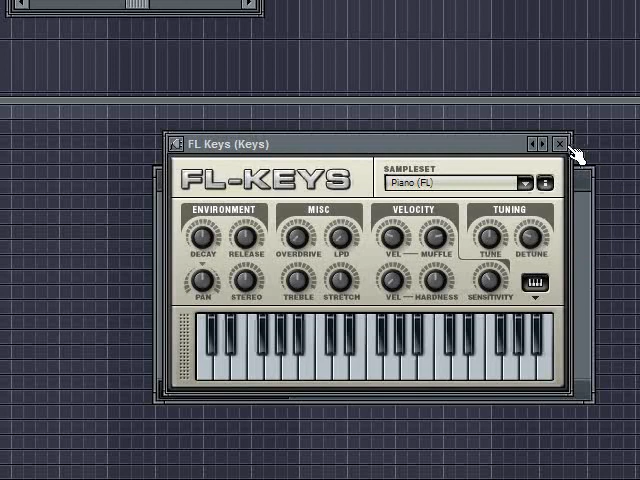 FL Keys (Keys)
FL-KEYS
SAMPLESET
Piano (FL)
ENVIRONMENT MISC VELOCITY TUNING
DECAY RELEASE OVERDRIVE LPD VEL MUFFLE TUNE DETUNE
PAN STEREO TREBLE STRETCH VEL HARDNESS SENSITIVITY